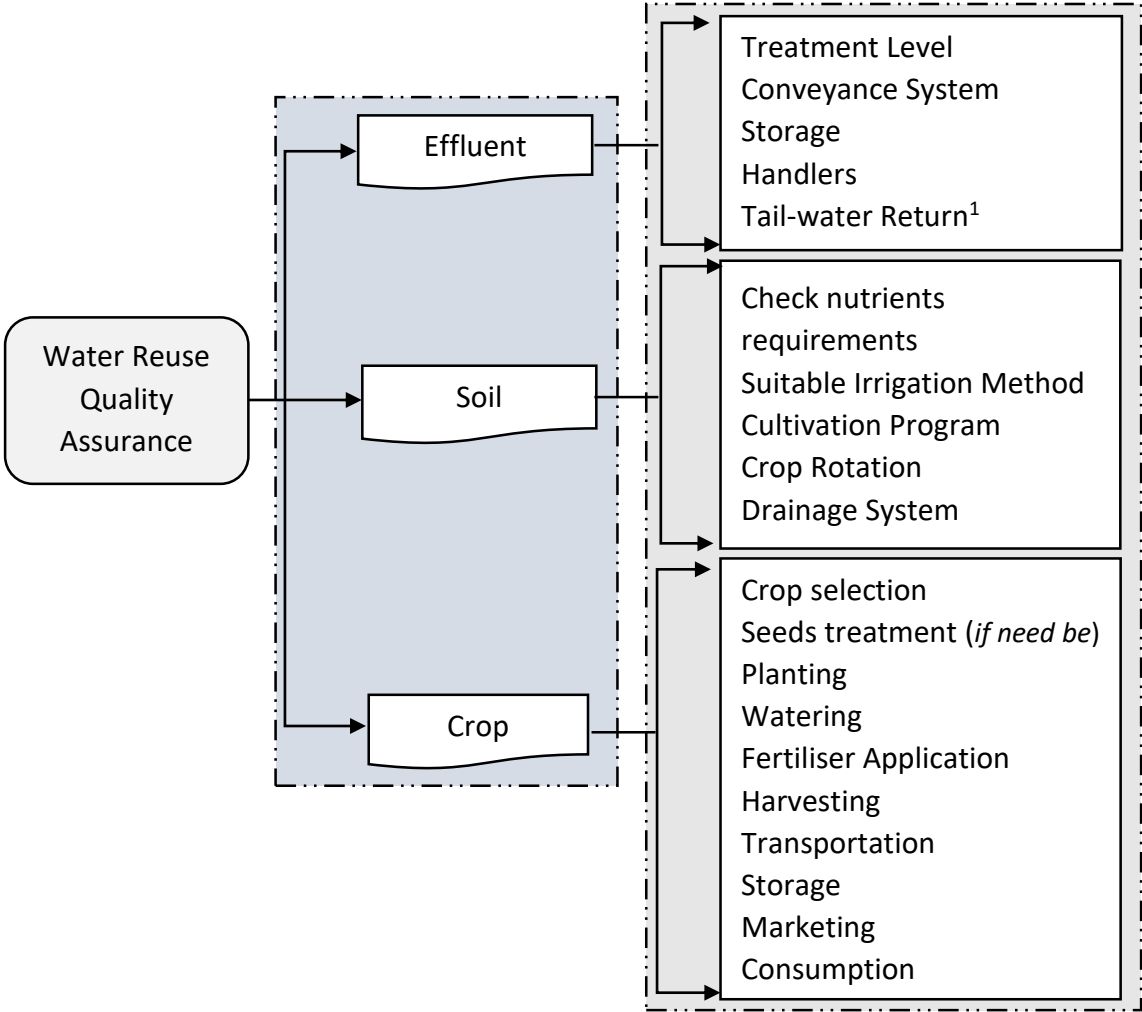 Water Reuse
Quality
Assurance
Effluent
Soil
Crop
Treatment Level
Conveyance System
Storage
Handlers
Tail-water Return¹
Check nutrients
requirements
Suitable Irrigation Method
Cultivation Program
Crop Rotation
Drainage System
Crop selection
Seeds treatment (if need be)
Planting
Watering
Fertiliser Application
Harvesting
Transportation
Storage
Marketing
Consumption